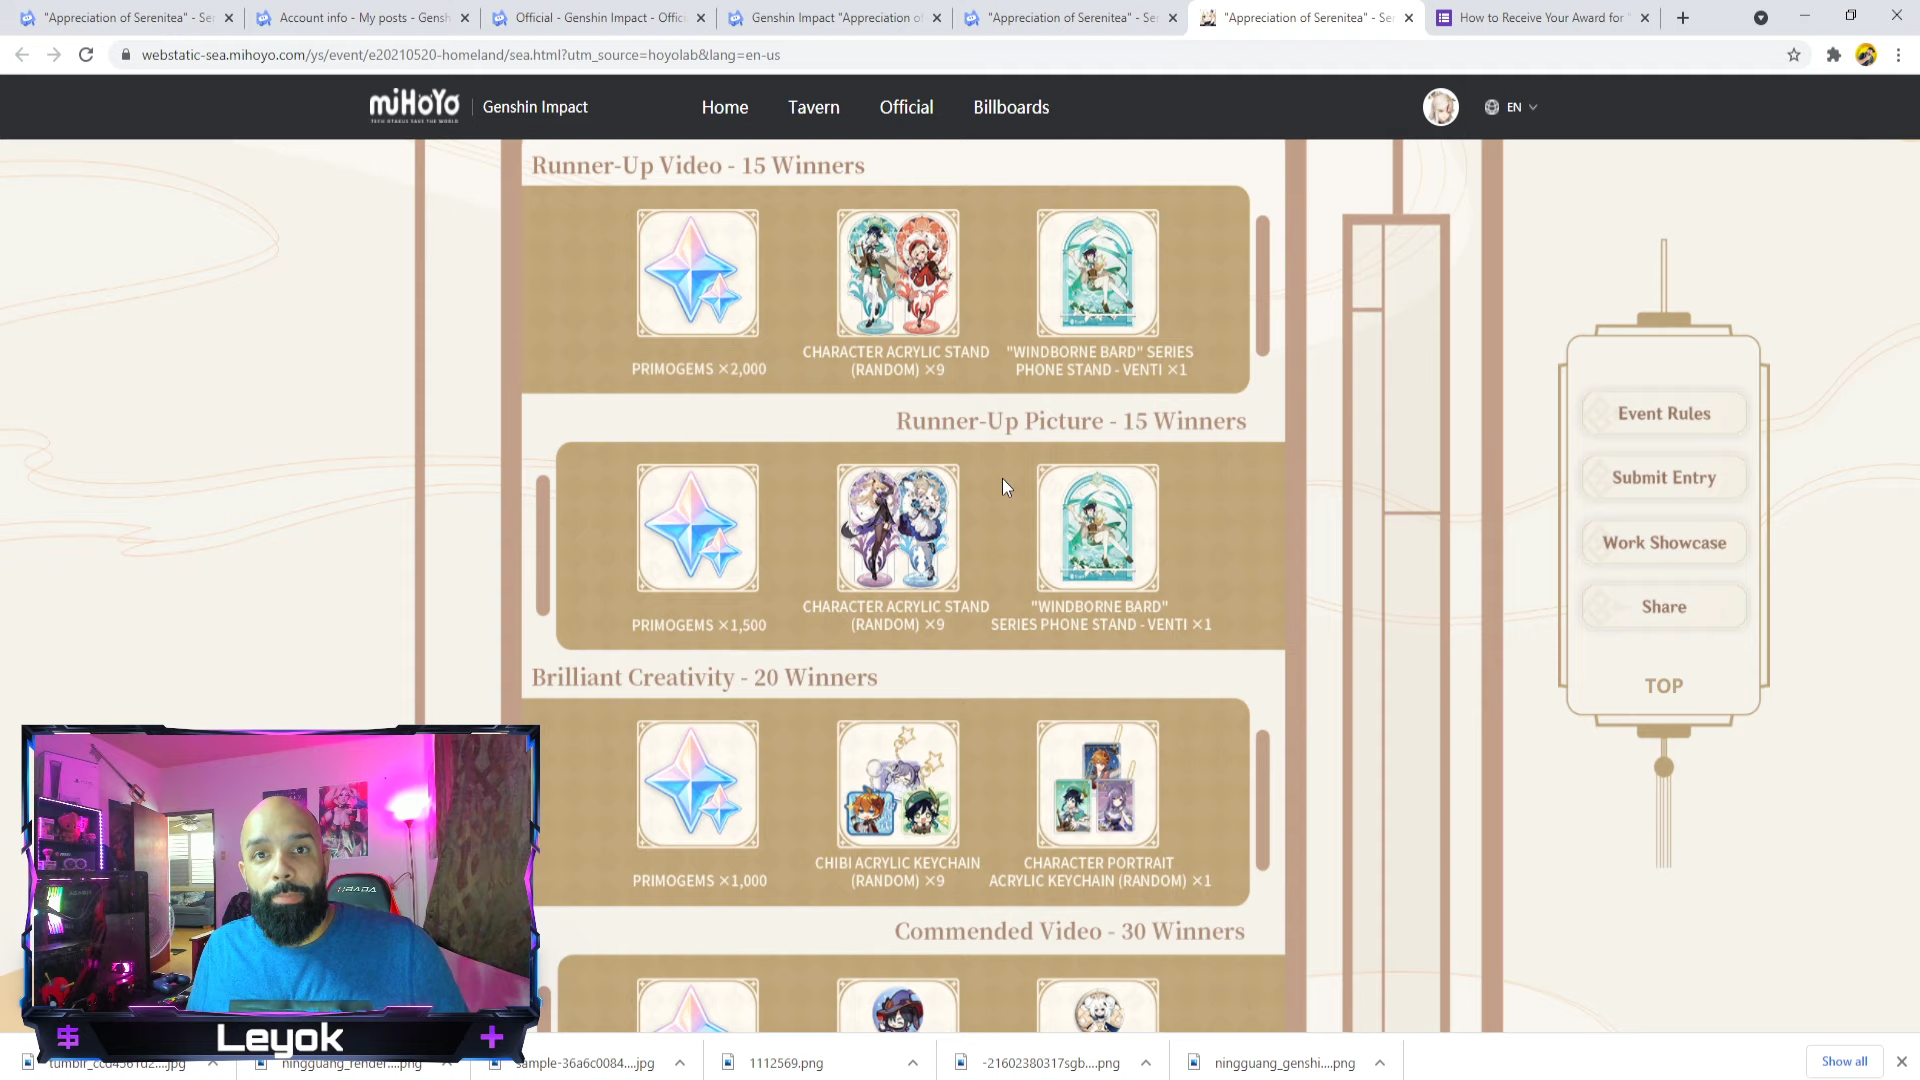 "Appreciation of Serenitea" - Se
Account info - My posts - Gensh
Official - Genshin Impact - Offic
Genshin Impact "Appreciation of
"Appreciation of Serenitea" - Se
"Appreciation of Serenitea" - Se
How to Receive Your Award for "
webstatic-sea.mihoyo.com/ys/event/e20210520-homeland/sea.html?utm_source=hoyolab&lang=en-us
miHoYo
TECH OTAKUS SAVE THE WORLD
Genshin Impact
Home
Tavern
Official
Billboards
EN
Runner-Up Video - 15 Winners
PRIMOGEMS ×2,000
CHARACTER ACRYLIC STAND
(RANDOM) ×9
"WINDBORNE BARD" SERIES
PHONE STAND - VENTI ×1
Runner-Up Picture - 15 Winners
PRIMOGEMS ×1,500
CHARACTER ACRYLIC STAND
(RANDOM) ×9
"WINDBORNE BARD"
SERIES PHONE STAND - VENTI ×1
Brilliant Creativity - 20 Winners
PRIMOGEMS ×1,000
CHIBI ACRYLIC KEYCHAIN
(RANDOM) ×9
CHARACTER PORTRAIT
ACRYLIC KEYCHAIN (RANDOM) ×1
Commended Video - 30 Winners
Event Rules
Submit Entry
Work Showcase
Share
TOP
Leyok
ningguang_render....png
sample-36a6c0084....jpg
1112569.png
-21602380317sgb....png
ningguang_genshi....png
Show all